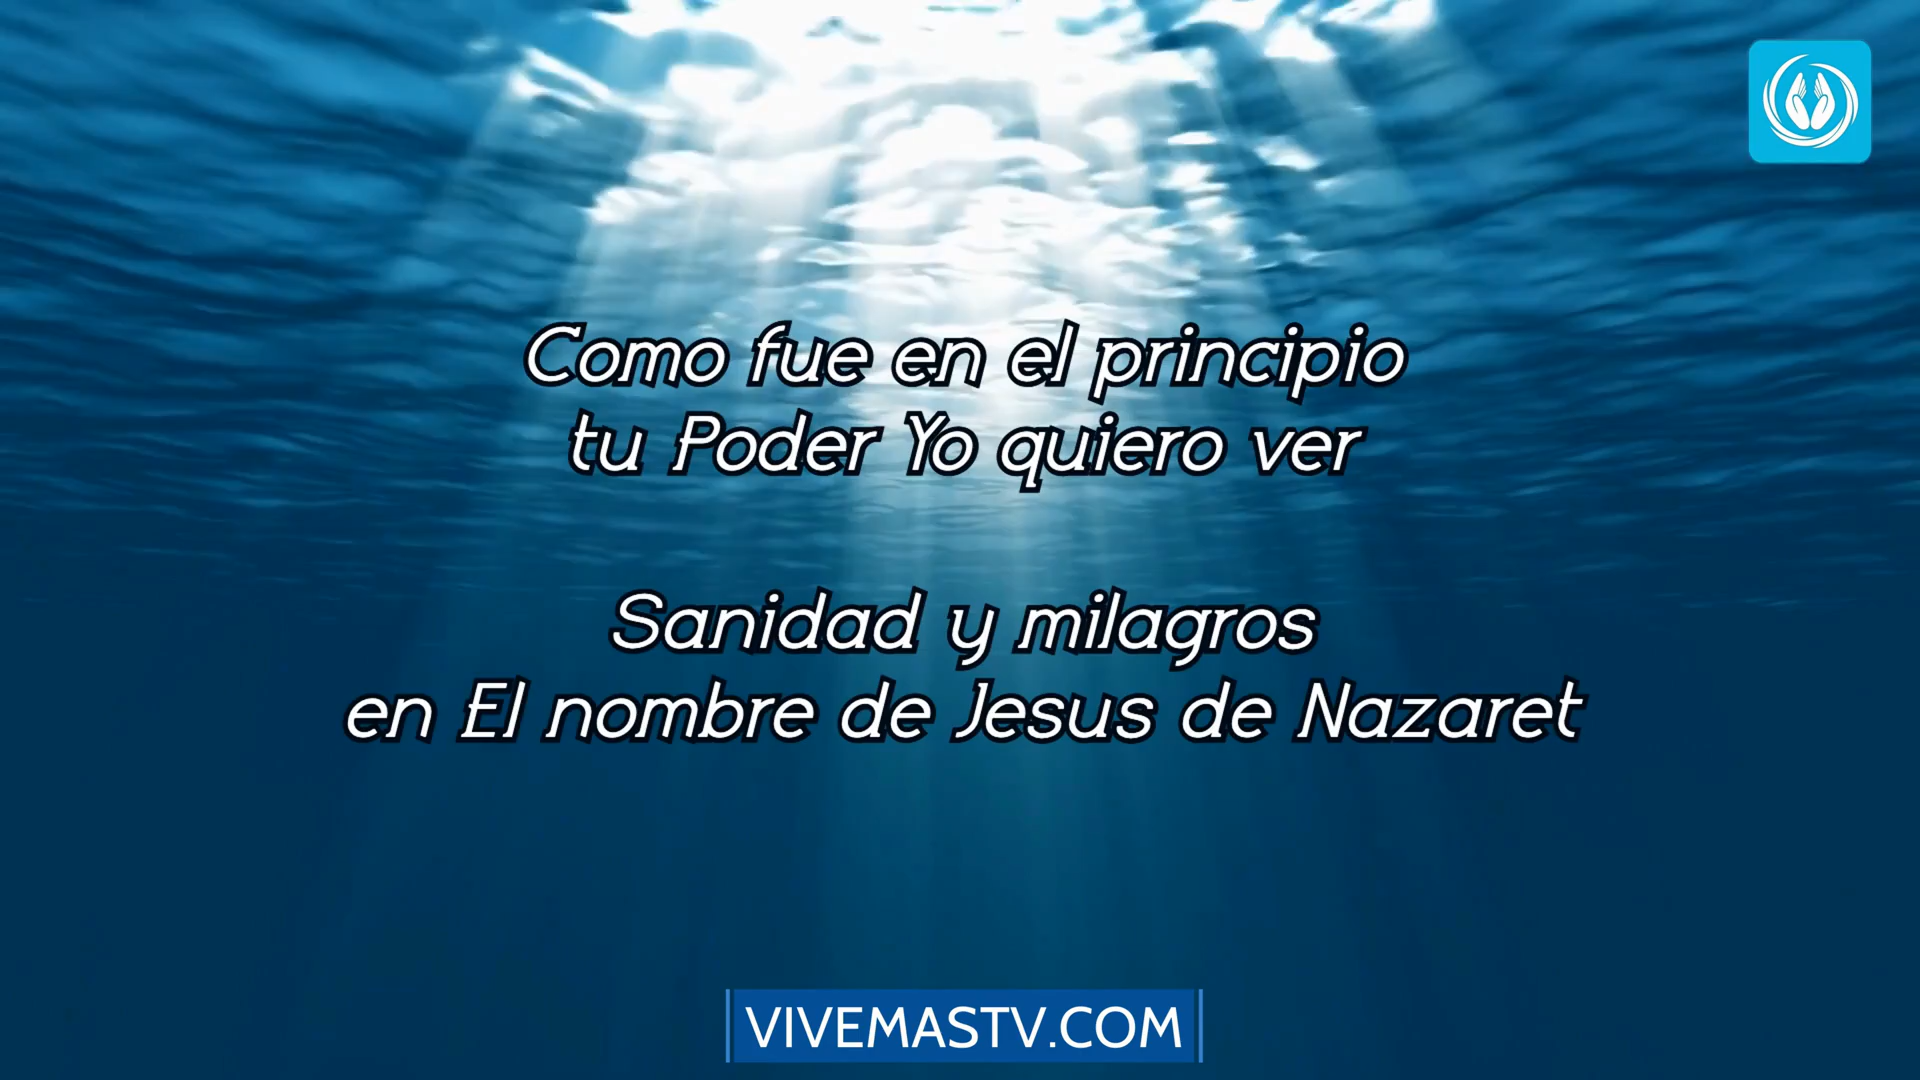 Como fue en el principio
tu Poder Yo quiero ver
Sanidad y milagros
en El nombre de Jesus de Nazaret
VIVEMASTV.COM